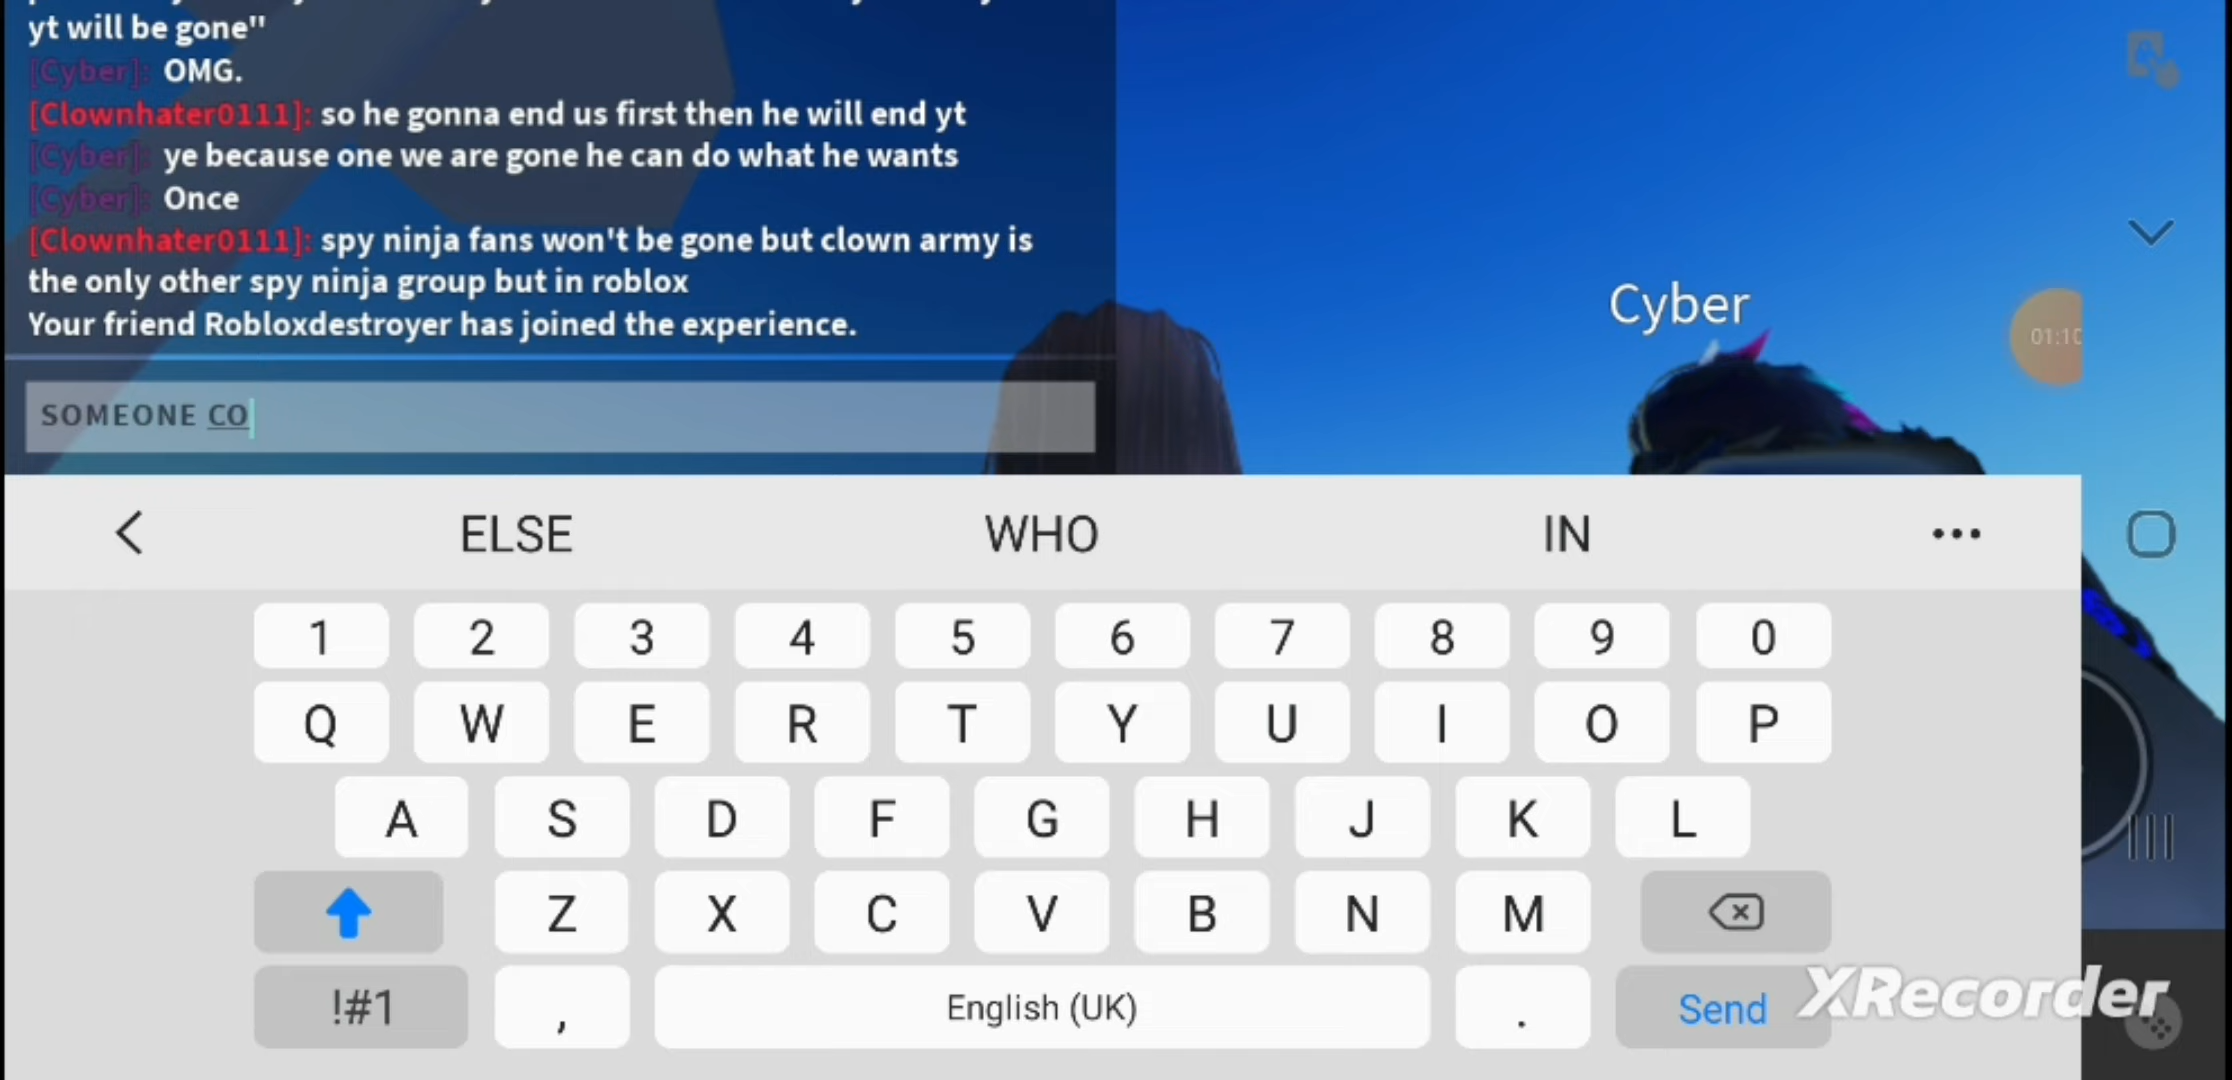 yt will be gone"
[Cyber]: OMG.
[Clownhater0111]: so he gonna end us first then he will end yt
[Cyber]: ye because one we are gone he can do what he wants
[Cyber]: Once
[Clownhater0111]: spy ninja fans won't be gone but clown army is
the only other spy ninja group but in roblox
Your friend Robloxdestroyer has joined the experience.
Cyber
01:10
SOMEONE CO
ELSE WHO IN
1 2 3 4 5 6 7 8 9 0
Q W E R T Y U I O P
A S D F G H J K L
Z X C V B N M
!#1 , English (UK) . Send
XRecorder